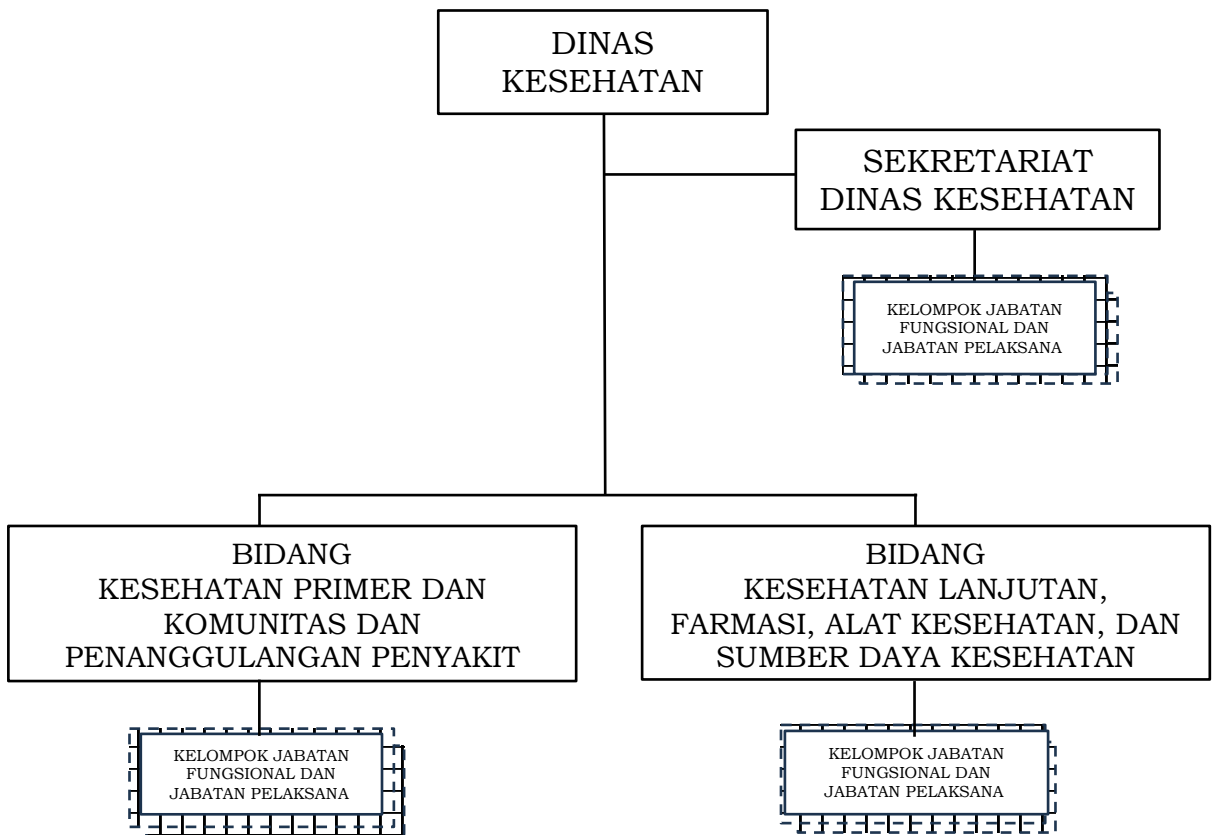 DINAS
KESEHATAN
SEKRETARIAT
DINAS KESEHATAN
KELOMPOK JABATAN
FUNGSIONAL DAN
JABATAN PELAKSANA
BIDANG
KESEHATAN PRIMER DAN
KOMUNITAS DAN
PENANGGULANGAN PENYAKIT
BIDANG
KESEHATAN LANJUTAN,
FARMASI, ALAT KESEHATAN, DAN
SUMBER DAYA KESEHATAN
KELOMPOK JABATAN
FUNGSIONAL DAN
JABATAN PELAKSANA
KELOMPOK JABATAN
FUNGSIONAL DAN
JABATAN PELAKSANA